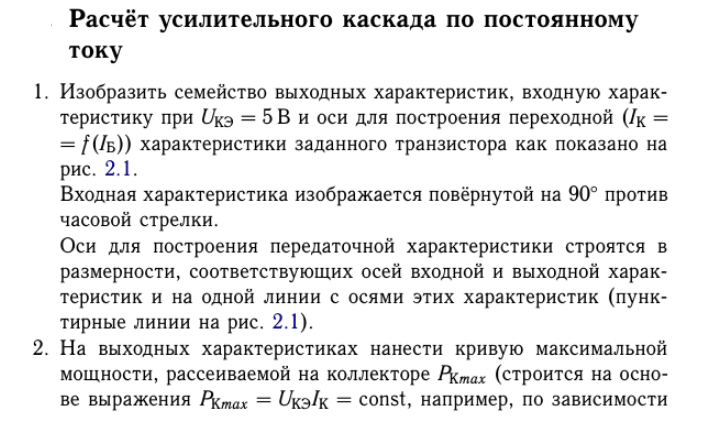 Расчёт усилительного каскада по постоянному
току
1. Изобразить семейство выходных характеристик, входную харак-
теристику при UКЭ = 5 В и оси для построения переходной (IК =
= f(IБ)) характеристики заданного транзистора как показано на
рис. 2.1.
Входная характеристика изображается повёрнутой на 90° против
часовой стрелки.
Оси для построения передаточной характеристики строятся в
размерности, соответствующих осей входной и выходной харак-
теристик и на одной линии с осями этих характеристик (пунк-
тирные линии на рис. 2.1).
2. На выходных характеристиках нанести кривую максимальной
мощности, рассеиваемой на коллекторе PКmax (строится на осно-
ве выражения PКmax = UКЭIК = const, например, по зависимости